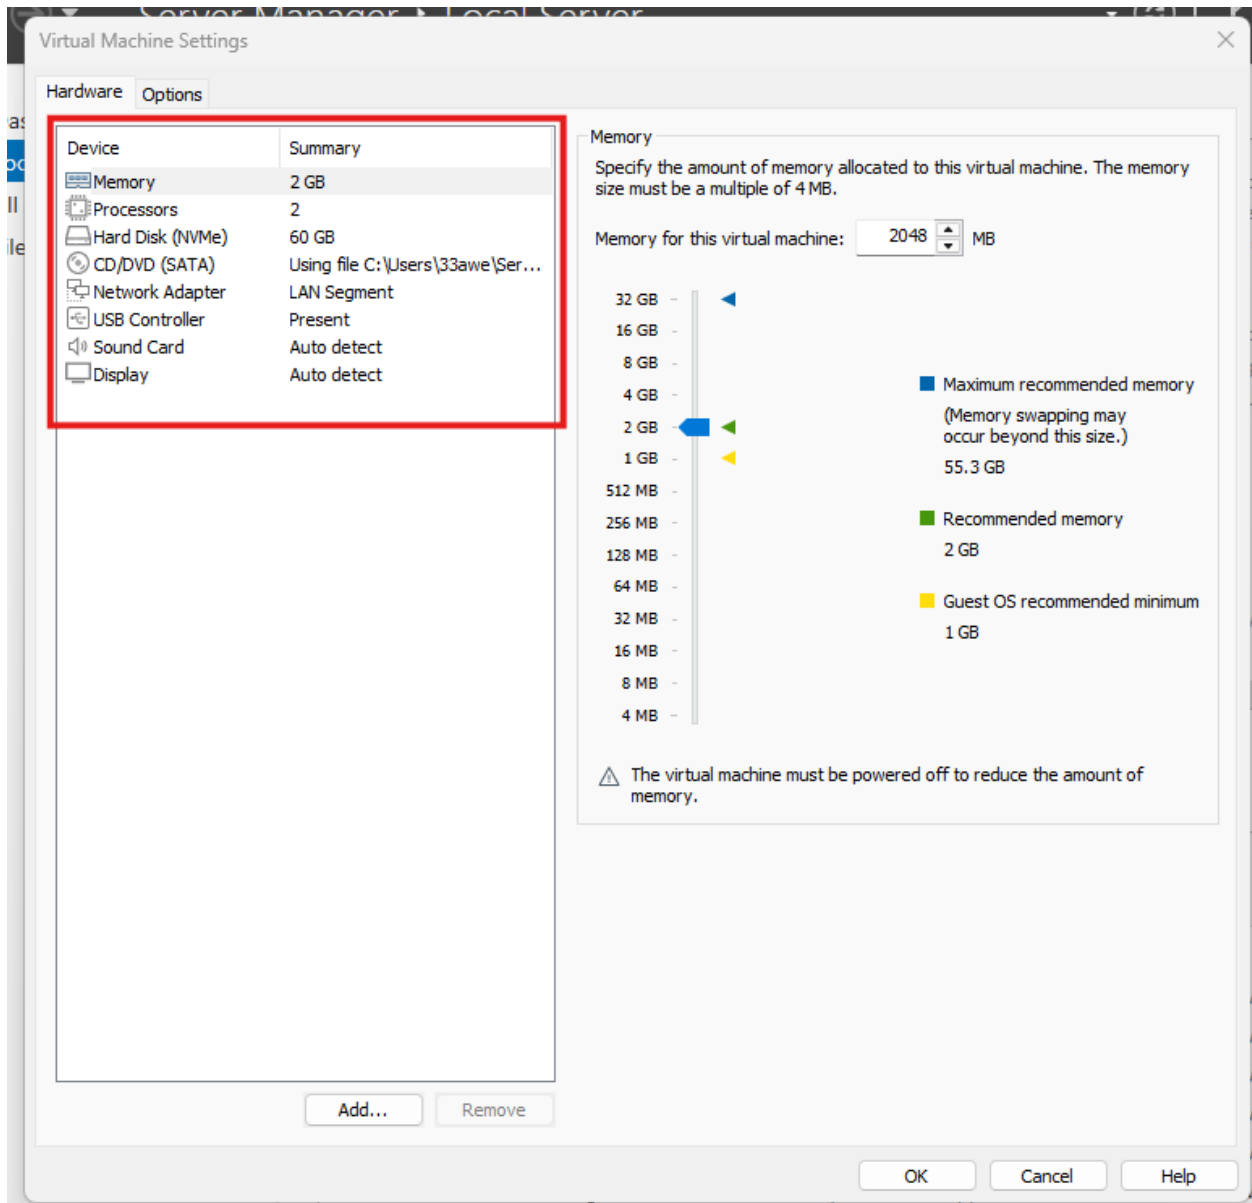 Server Manager
Local Server
Virtual Machine Settings
Hardware
Options
Device Summary
Memory 2 GB
Processors 2
Hard Disk (NVMe) 60 GB
CD/DVD (SATA) Using file C:\Users\33awe\Ser...
Network Adapter LAN Segment
USB Controller Present
Sound Card Auto detect
Display Auto detect
Add...
Remove
Memory
Specify the amount of memory allocated to this virtual machine. The memory
size must be a multiple of 4 MB.
Memory for this virtual machine: 2048 MB
32 GB
16 GB
8 GB
4 GB
2 GB
1 GB
512 MB
256 MB
128 MB
64 MB
32 MB
16 MB
8 MB
4 MB
Maximum recommended memory
(Memory swapping may
occur beyond this size.)
55.3 GB
Recommended memory
2 GB
Guest OS recommended minimum
1 GB
The virtual machine must be powered off to reduce the amount of
memory.
OK
Cancel
Help